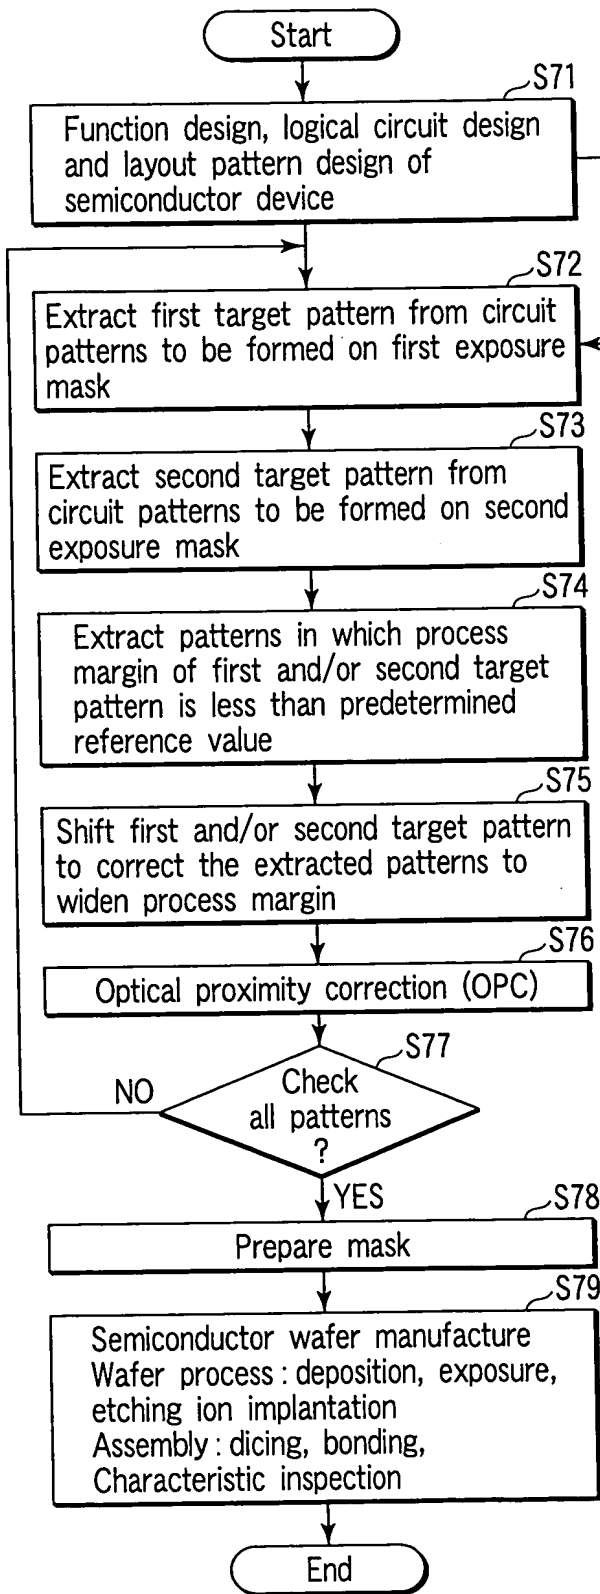 Start
S71
Function design, logical circuit design
and layout pattern design of
semiconductor device
S72
Extract first target pattern from circuit
patterns to be formed on first exposure
mask
S73
Extract second target pattern from
circuit patterns to be formed on second
exposure mask
S74
Extract patterns in which process
margin of first and/or second target
pattern is less than predetermined
reference value
S75
Shift first and/or second target pattern
to correct the extracted patterns to
widen process margin
S76
Optical proximity correction (OPC)
S77
NO
Check
all patterns
?
YES
S78
Prepare mask
S79
Semiconductor wafer manufacture
Wafer process : deposition, exposure,
etching ion implantation
Assembly : dicing, bonding,
Characteristic inspection
End